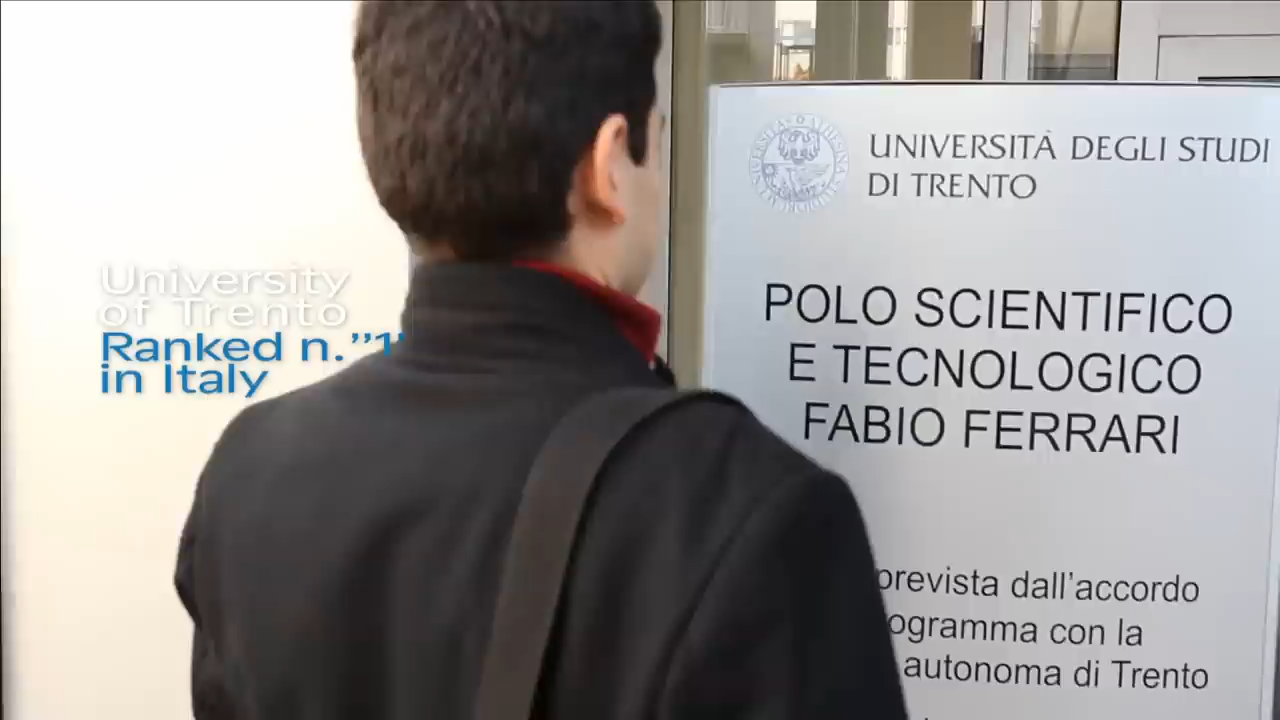 University
of Trento
Ranked n."1"
in Italy
UNIVERSITÀ DEGLI STUDI
DI TRENTO
POLO SCIENTIFICO
E TECNOLOGICO
FABIO FERRARI
prevista dall'accordo
con la
autonoma di Trento